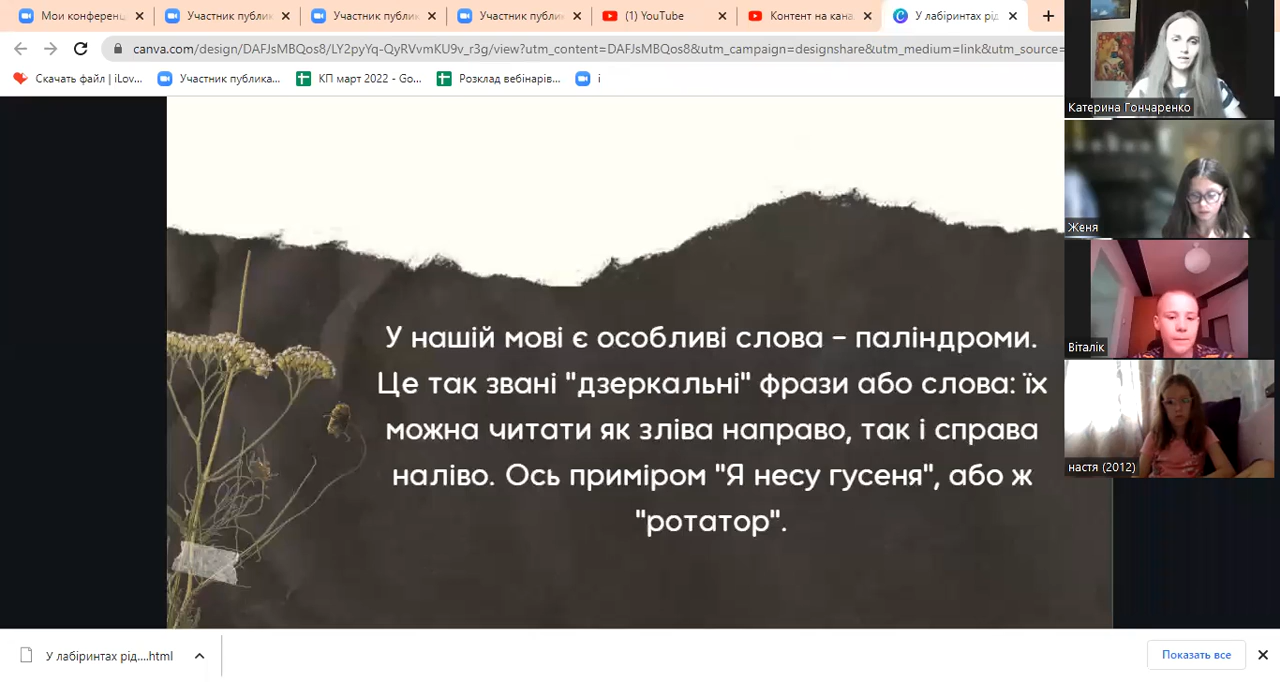 Мои конференц
Участник публик
Участник публик
Участник публик
(1) YouTube
Контент на кана
У лабіринтах рід
canva.com/design/DAFJsMBQos8/LY2pyYq-QyRVvmKU9v_r3g/view?utm_content=DAFJsMBQos8&utm_campaign=designshare&utm_medium=link&utm_source=
Скачать файл | iLov...
Участник публика...
КП март 2022 - Go...
Розклад вебінарів...
i
У нашій мові є особливі слова – паліндроми.
Це так звані "дзеркальні" фрази або слова: їх
можна читати як зліва направо, так і справа
наліво. Ось приміром "Я несу гусеня", або ж
"ротатор".
Катерина Гончаренко
Женя
Віталік
настя (2012)
У лабіринтах рід....html
Показать все